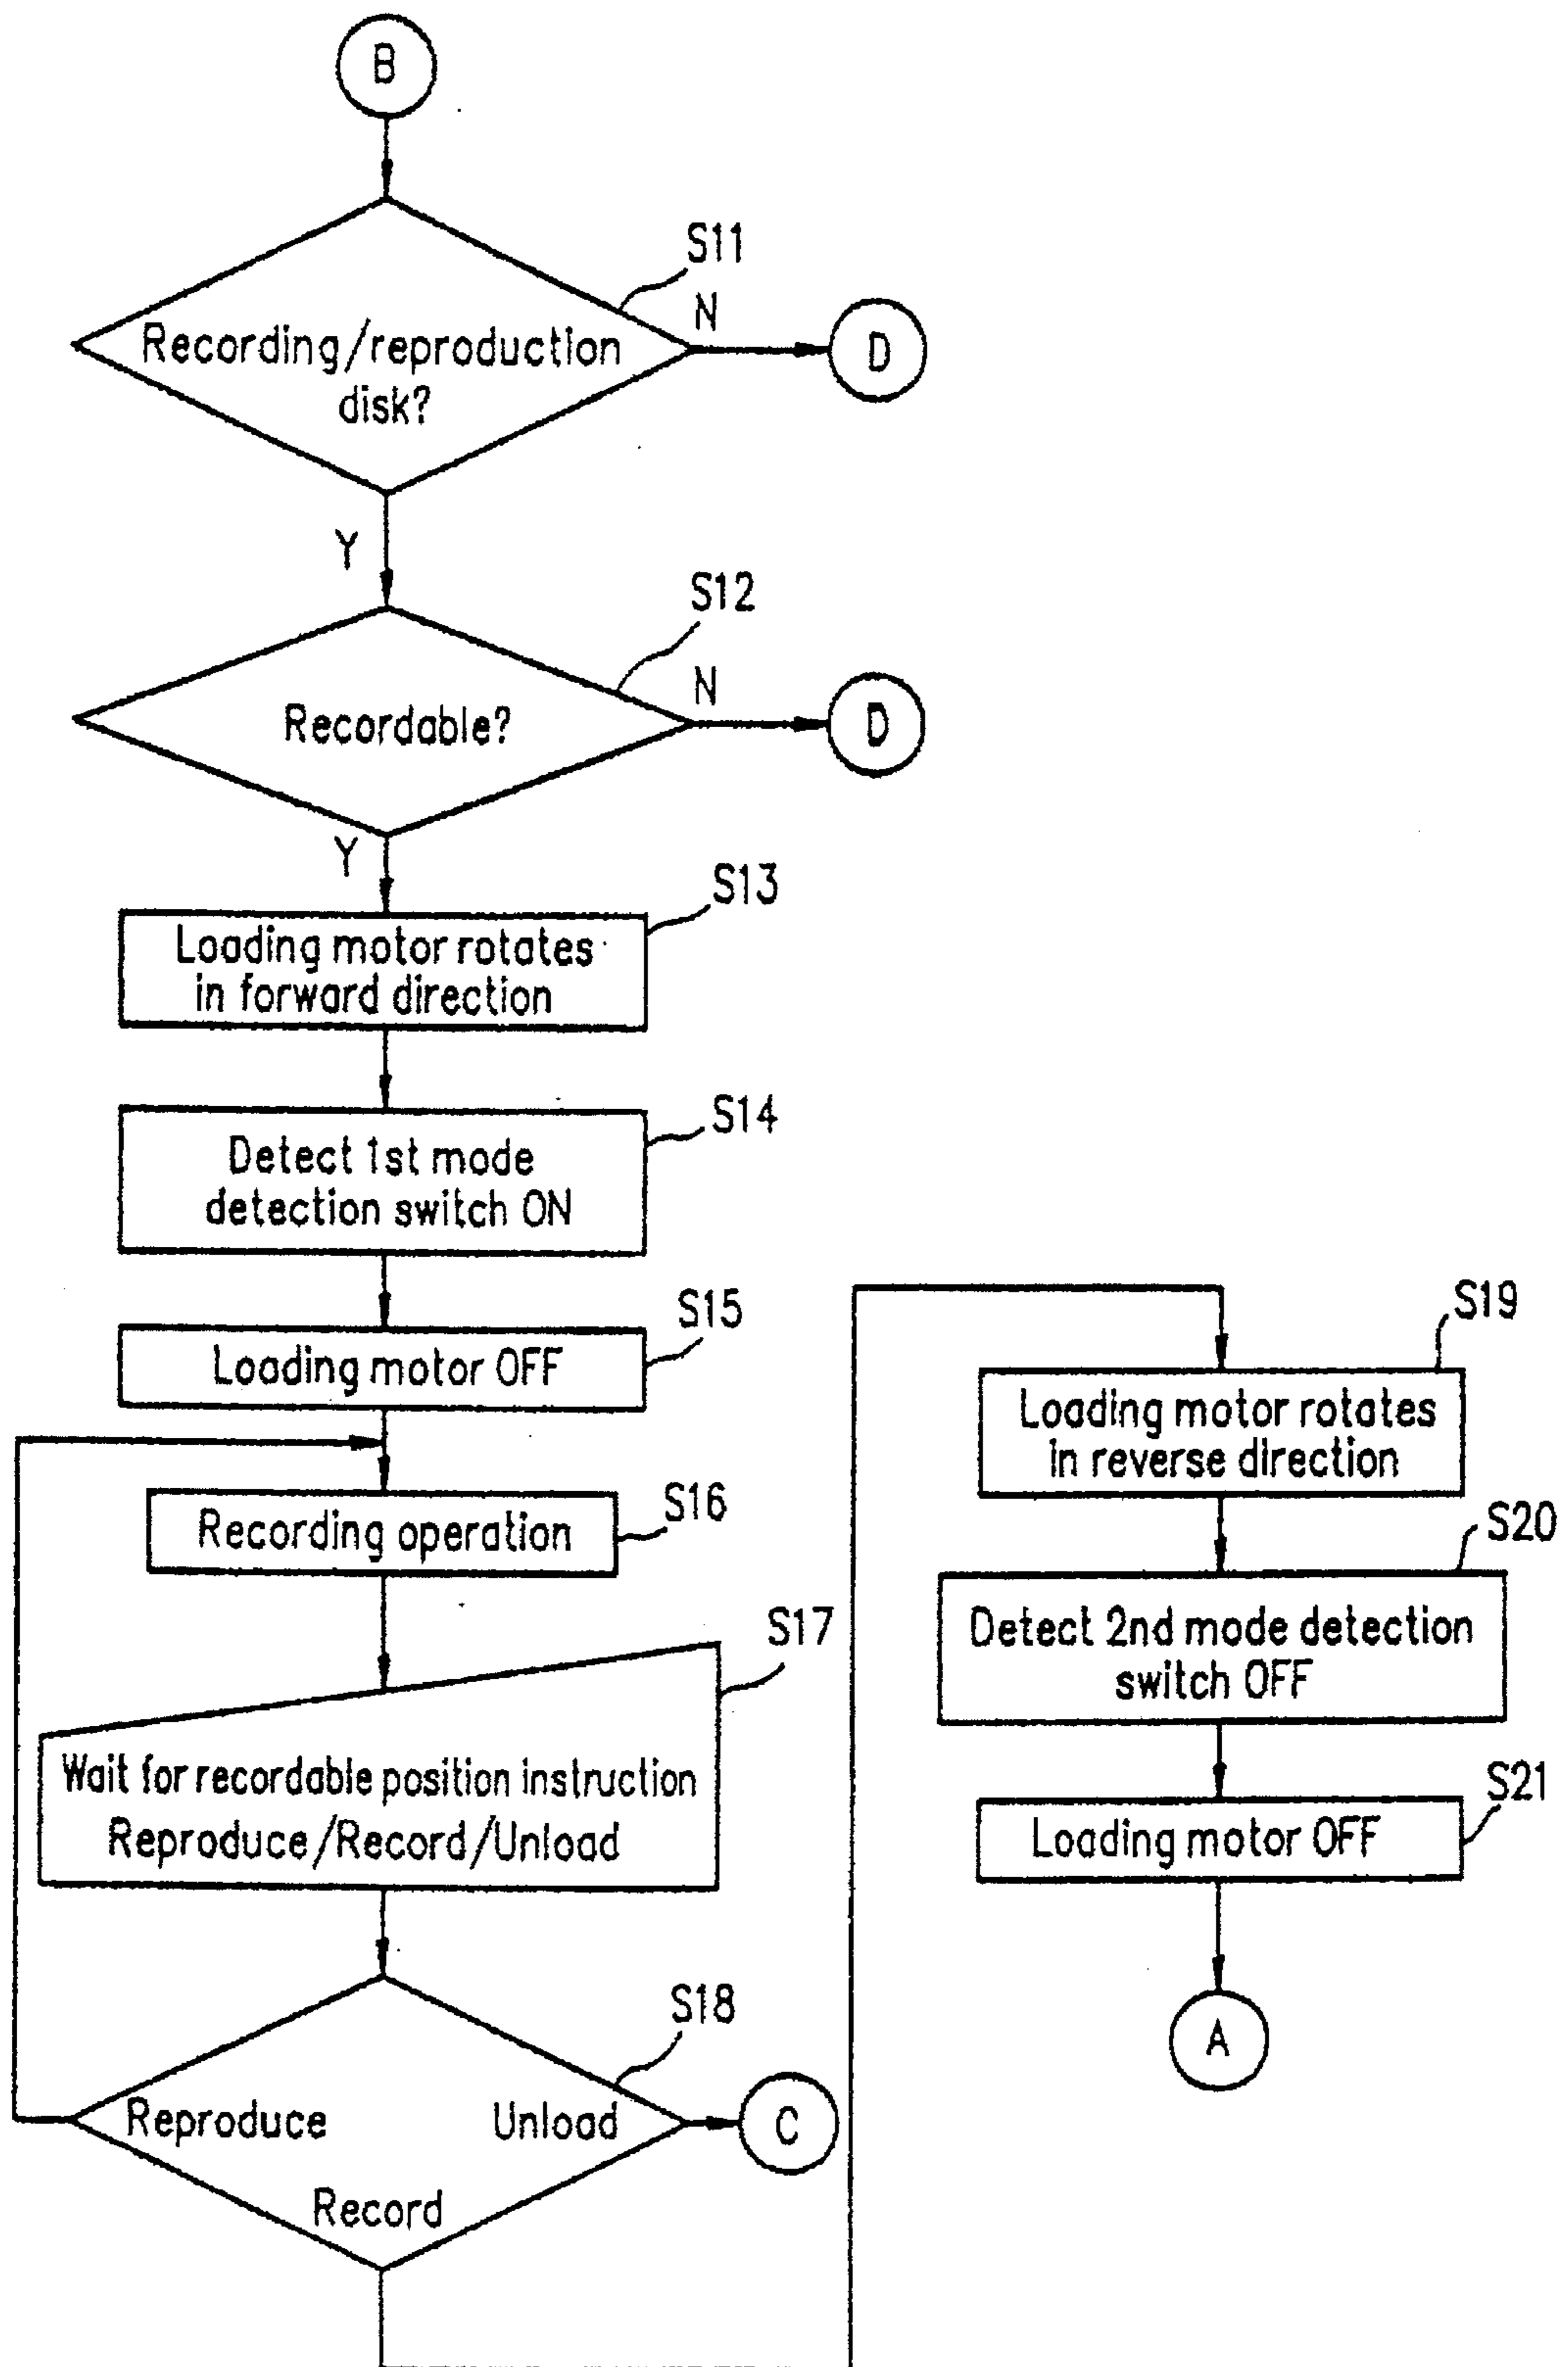 B
S11
N
Recording/reproduction
disk?
D
Y
S12
N
Recordable?
D
Y
S13
Loading motor rotates
in forward direction
S14
Detect 1st mode
detection switch ON
S15
Loading motor OFF
S16
Recording operation
S17
Wait for recordable position instruction
Reproduce/Record/Unload
S18
Reproduce
Unload
C
Record
S19
Loading motor rotates
in reverse direction
S20
Detect 2nd mode detection
switch OFF
S21
Loading motor OFF
A